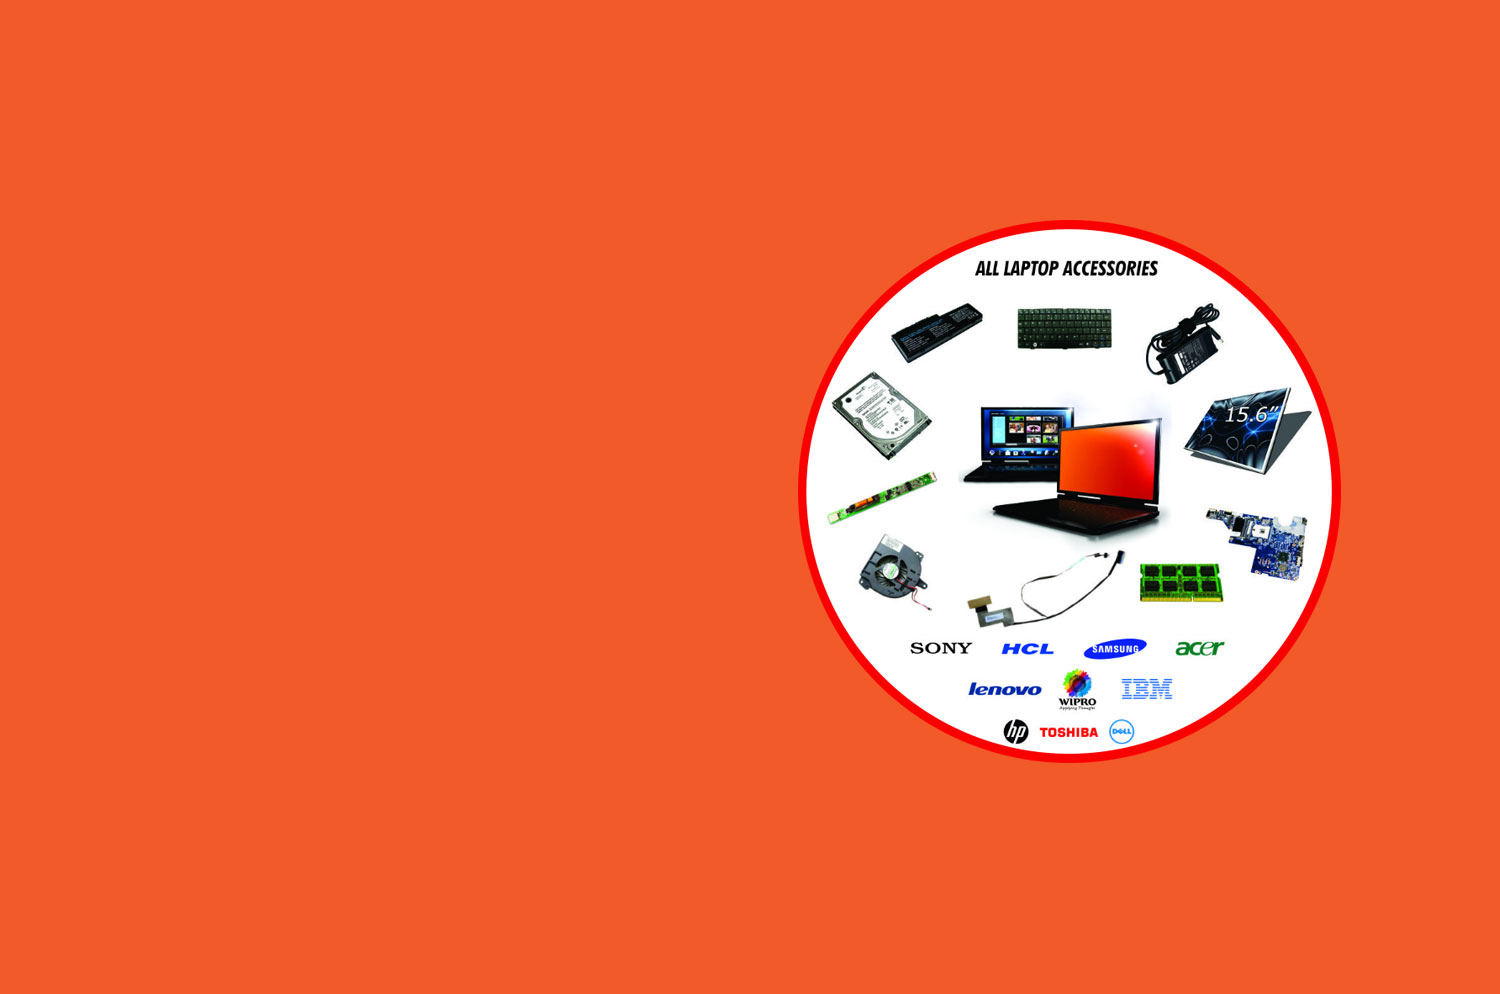 ALL LAPTOP ACCESSORIES
15.6"
SONY HCL SAMSUNG acer
lenovo WIPRO IBM
Applying Thought
hp TOSHIBA DELL